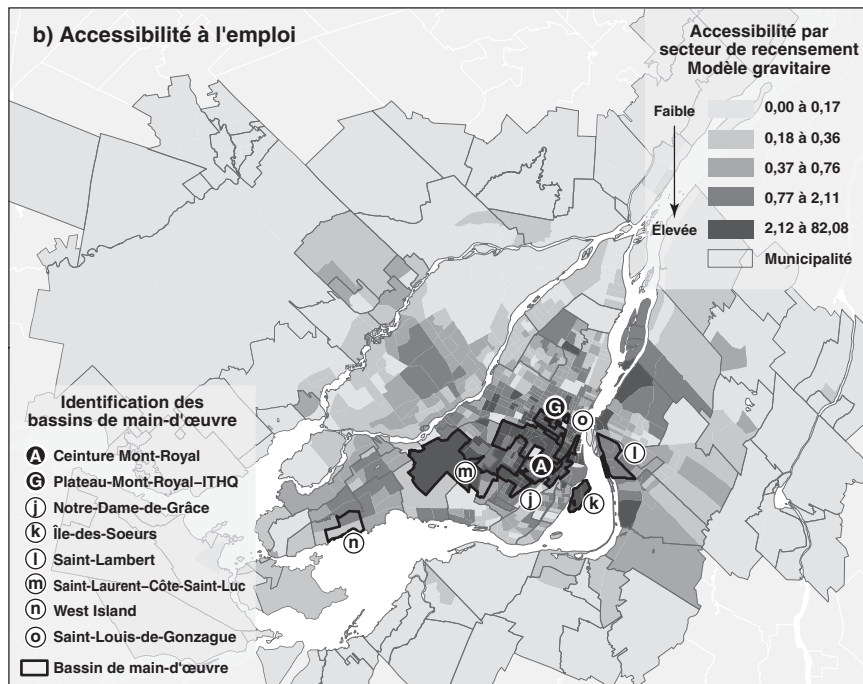 b) Accessibilité à l'emploi
Accessibilité par
secteur de recensement
Modèle gravitaire
Faible
Élevée
0,00 à 0,17
0,18 à 0,36
0,37 à 0,76
0,77 à 2,11
2,12 à 82,08
Municipalité
G
o
A
l
m
j
k
n
Identification des
bassins de main-d'œuvre
A Ceinture Mont-Royal
G Plateau-Mont-Royal–ITHQ
j Notre-Dame-de-Grâce
k Île-des-Soeurs
l Saint-Lambert
m Saint-Laurent–Côte-Saint-Luc
n West Island
o Saint-Louis-de-Gonzague
Bassin de main-d'œuvre